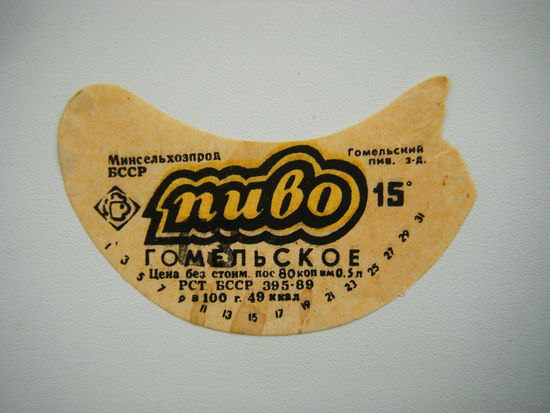 Минсельхозпрод
БССР
Гомельский
пив. з-д.
пиво
15°
ГОМЕЛЬСКОЕ
Цена без стоим. пос 80 коп вм 0,5 л
РСТ БССР 395-89
в 100 г. 49 ккал
1 3 5 7 9 11 13 15 17 19 21 23 25 27 29 31